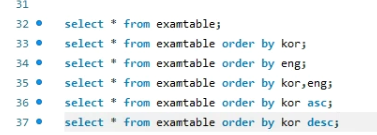 31
32 select * from examtable;
33 select * from examtable order by kor;
34 select * from examtable order by eng;
35 select * from examtable order by kor,eng;
36 select * from examtable order by kor asc;
37 select * from examtable order by kor desc;